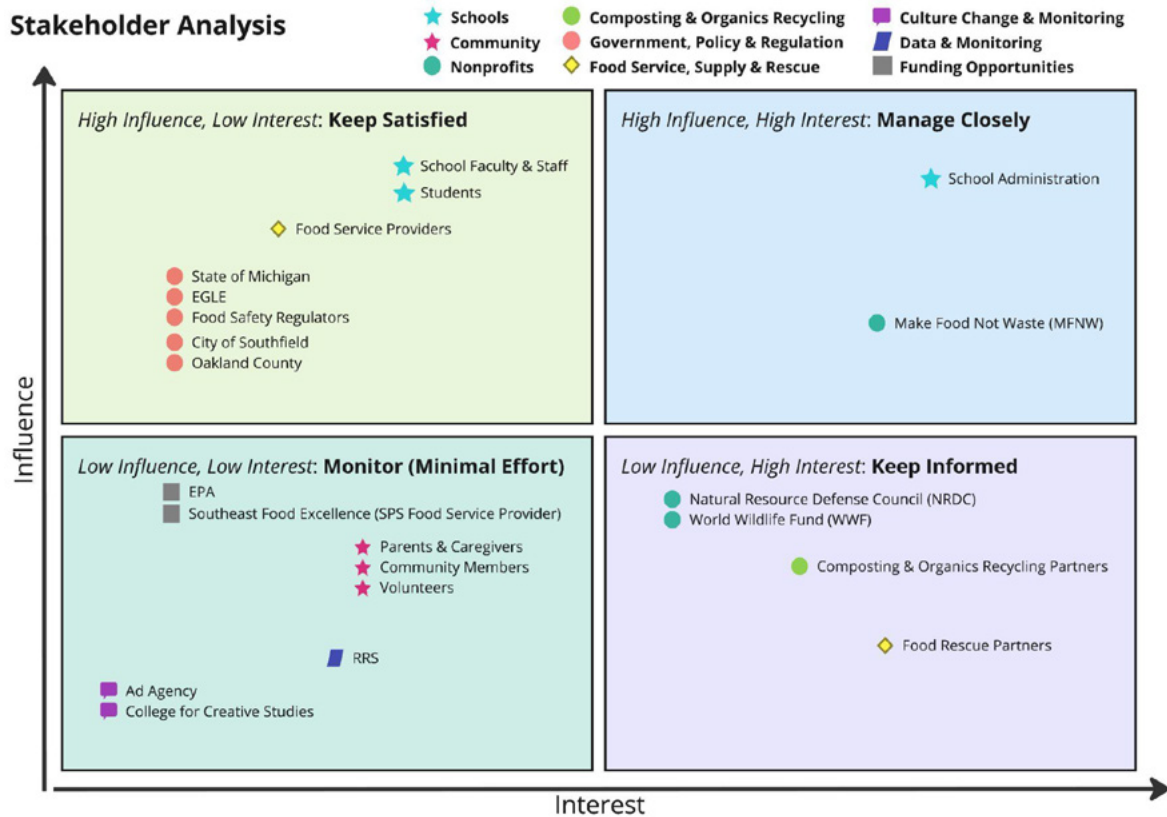 Stakeholder Analysis
Schools
Community
Nonprofits
Composting & Organics Recycling
Government, Policy & Regulation
Food Service, Supply & Rescue
Culture Change & Monitoring
Data & Monitoring
Funding Opportunities
High Influence, Low Interest: Keep Satisfied
School Faculty & Staff
Students
Food Service Providers
State of Michigan
EGLE
Food Safety Regulators
City of Southfield
Oakland County
High Influence, High Interest: Manage Closely
School Administration
Make Food Not Waste (MFNW)
Low Influence, Low Interest: Monitor (Minimal Effort)
EPA
Southeast Food Excellence (SPS Food Service Provider)
Parents & Caregivers
Community Members
Volunteers
RRS
Ad Agency
College for Creative Studies
Low Influence, High Interest: Keep Informed
Natural Resource Defense Council (NRDC)
World Wildlife Fund (WWF)
Composting & Organics Recycling Partners
Food Rescue Partners
Influence
Interest